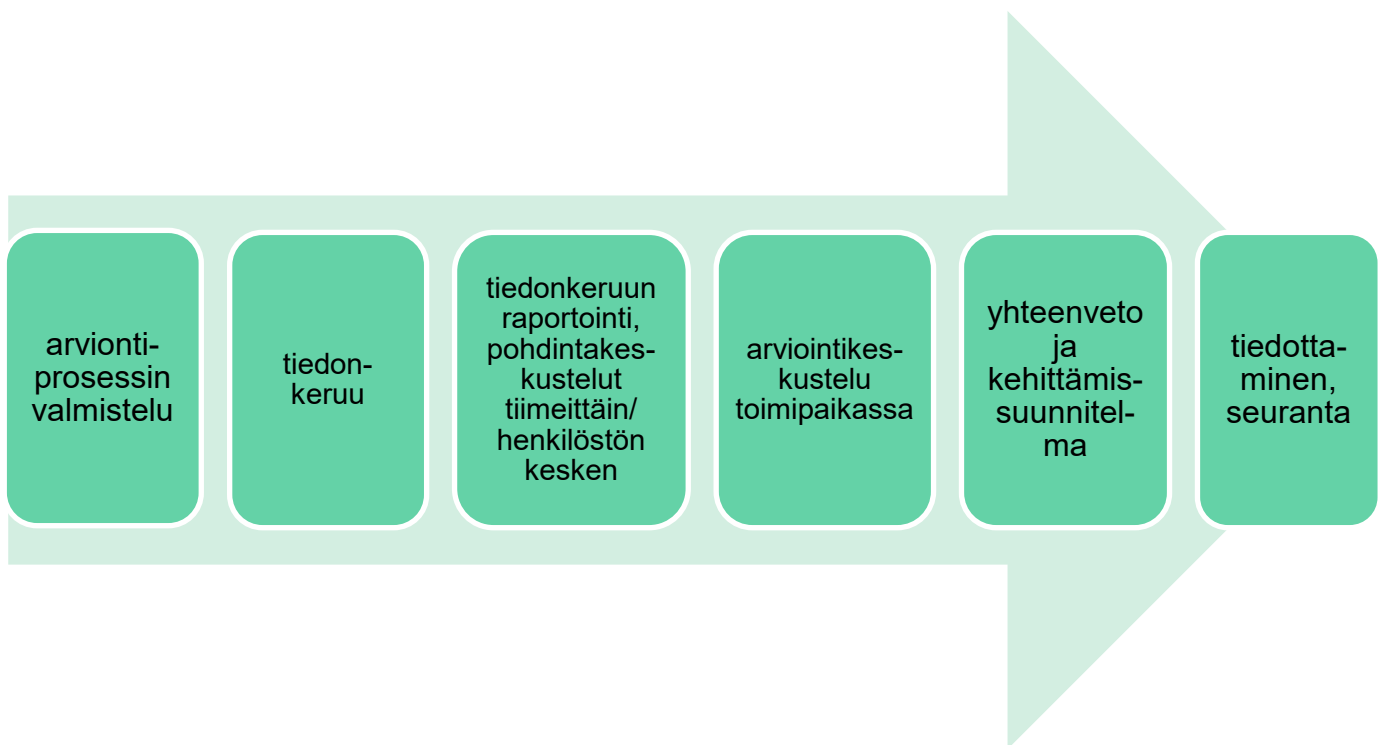 arvionti-
prosessin
valmistelu
tiedon-
keruu
tiedonkeruun
raportointi,
pohdintakes-
kustelut
tiimeittäin/
henkilöstön
kesken
arviointikes-
kustelu
toimipaikassa
yhteenveto
ja
kehittämis-
suunnitel-
ma
tiedotta-
minen,
seuranta